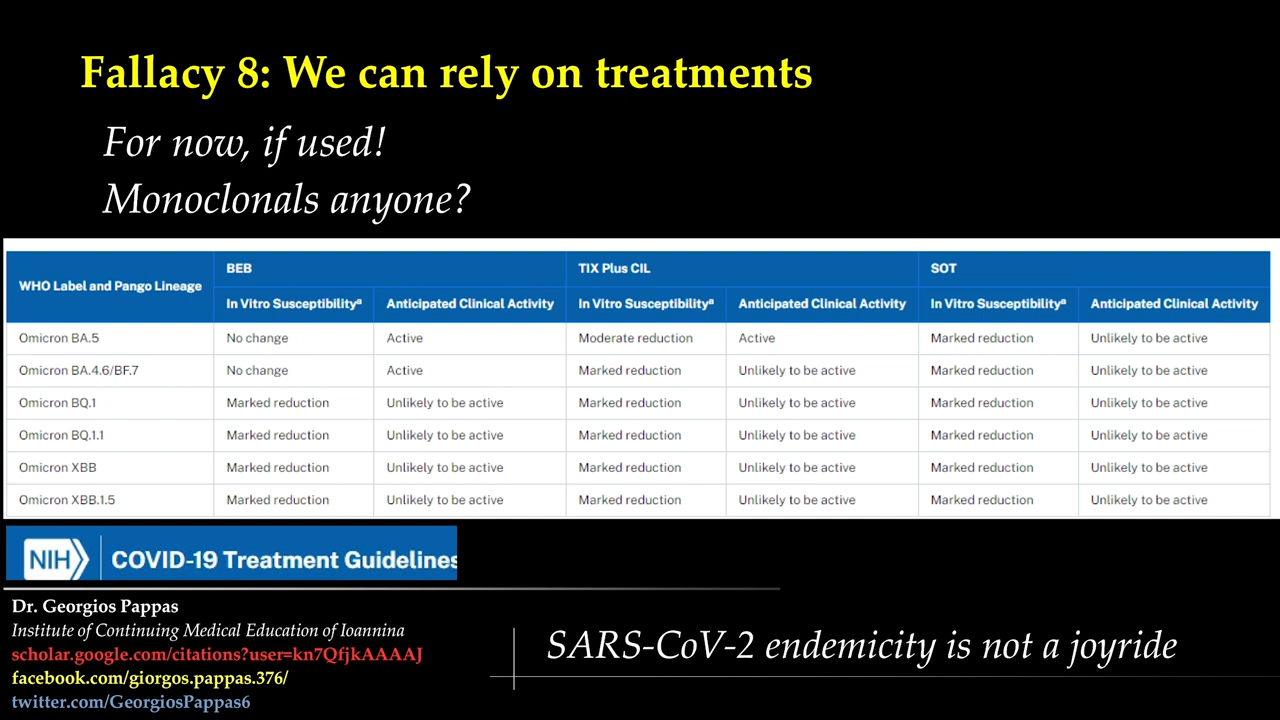 Fallacy 8: We can rely on treatments
For now, if used!
Monoclonals anyone?
WHO Label and Pango Lineage BEB TIX Plus CIL SOT
In Vitro Susceptibilityª Anticipated Clinical Activity In Vitro Susceptibilityª Anticipated Clinical Activity In Vitro Susceptibilityª Anticipated Clinical Activity
Omicron BA.5 No change Active Moderate reduction Active Marked reduction Unlikely to be active
Omicron BA.4.6/BF.7 No change Active Marked reduction Unlikely to be active Marked reduction Unlikely to be active
Omicron BQ.1 Marked reduction Unlikely to be active Marked reduction Unlikely to be active Marked reduction Unlikely to be active
Omicron BQ.1.1 Marked reduction Unlikely to be active Marked reduction Unlikely to be active Marked reduction Unlikely to be active
Omicron XBB Marked reduction Unlikely to be active Marked reduction Unlikely to be active Marked reduction Unlikely to be active
Omicron XBB.1.5 Marked reduction Unlikely to be active Marked reduction Unlikely to be active Marked reduction Unlikely to be active
NIH COVID-19 Treatment Guidelines
Dr. Georgios Pappas
Institute of Continuing Medical Education of Ioannina
scholar.google.com/citations?user=kn7QfjkAAAAJ
facebook.com/giorgos.pappas.376/
twitter.com/GeorgiosPappas6
SARS-CoV-2 endemicity is not a joyride